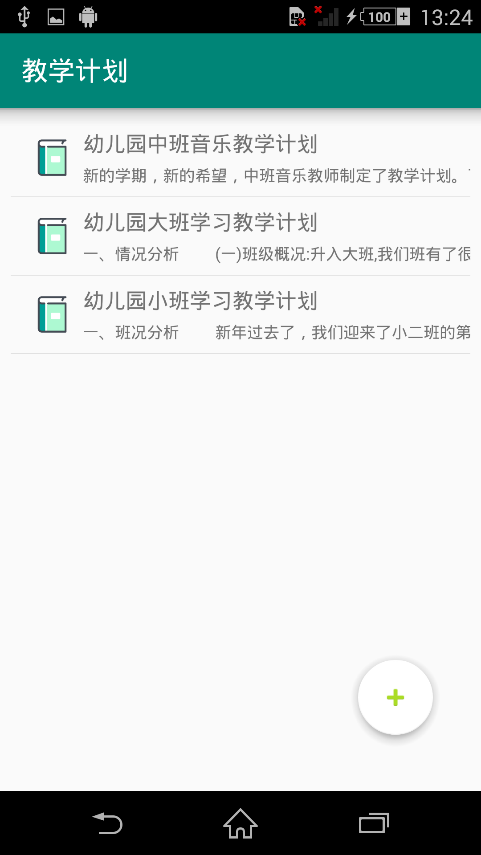 100 13:24
教学计划
幼儿园中班音乐教学计划
新的学期，新的希望，中班音乐教师制定了教学计划。
幼儿园大班学习教学计划
一、情况分析　　(一)班级概况:升入大班,我们班有了很
幼儿园小班学习教学计划
一、班况分析　　新年过去了，我们迎来了小二班的第